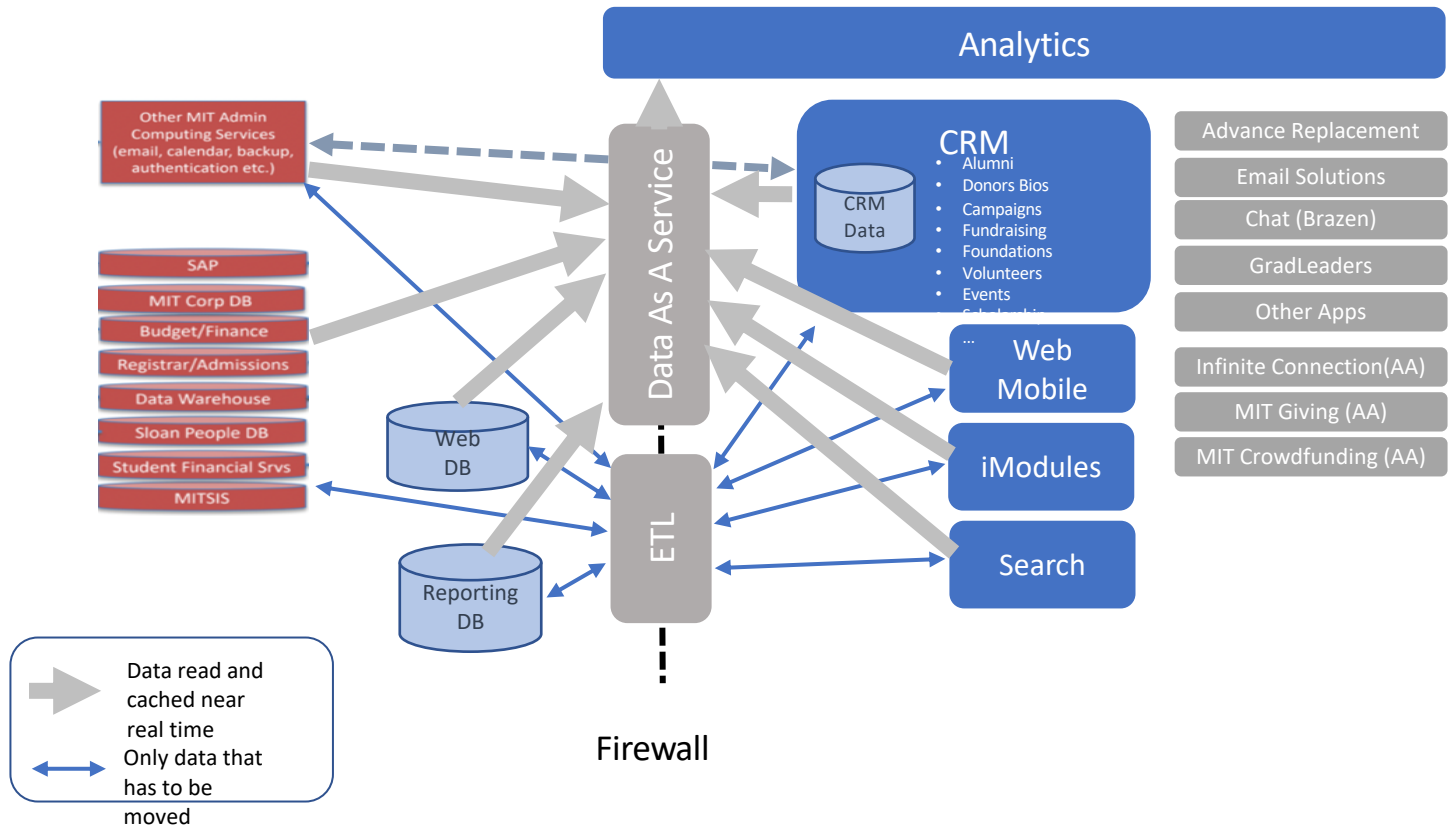 Analytics
Other MIT Admin
Computing Services
(email, calendar, backup,
authentication etc.)
SAP
MIT Corp DB
Budget/Finance
Registrar/Admissions
Data Warehouse
Sloan People DB
Student Financial Srvs
MITSIS
Web
DB
Reporting
DB
Data As A Service
ETL
CRM
CRM
Data
• Alumni
• Donors Bios
• Campaigns
• Fundraising
• Foundations
• Volunteers
• Events
• Scholarship
...
Web
Mobile
iModules
Search
Advance Replacement
Email Solutions
Chat (Brazen)
GradLeaders
Other Apps
Infinite Connection(AA)
MIT Giving (AA)
MIT Crowdfunding (AA)
Data read and
cached near
real time
Only data that
has to be
moved
Firewall